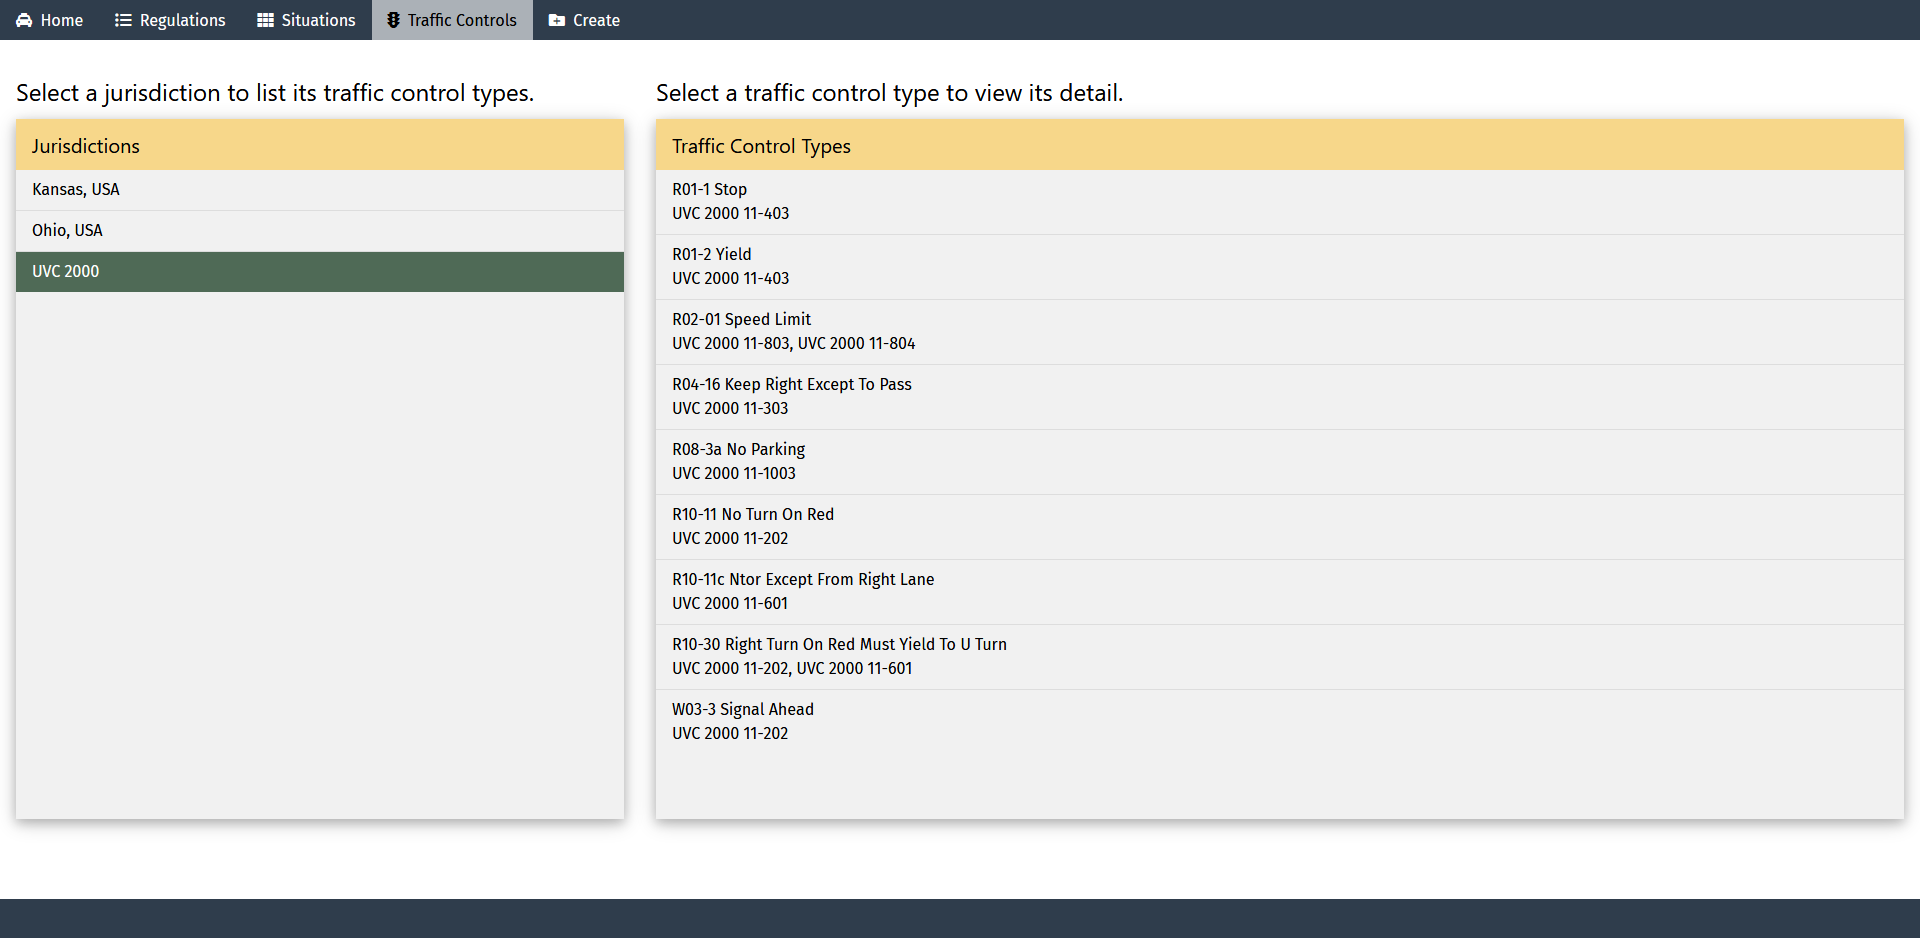 Home Regulations Situations Traffic Controls Create
Select a jurisdiction to list its traffic control types.
Jurisdictions
Kansas, USA
Ohio, USA
UVC 2000
Select a traffic control type to view its detail.
Traffic Control Types
R01-1 Stop
UVC 2000 11-403
R01-2 Yield
UVC 2000 11-403
R02-01 Speed Limit
UVC 2000 11-803, UVC 2000 11-804
R04-16 Keep Right Except To Pass
UVC 2000 11-303
R08-3a No Parking
UVC 2000 11-1003
R10-11 No Turn On Red
UVC 2000 11-202
R10-11c Ntor Except From Right Lane
UVC 2000 11-601
R10-30 Right Turn On Red Must Yield To U Turn
UVC 2000 11-202, UVC 2000 11-601
W03-3 Signal Ahead
UVC 2000 11-202